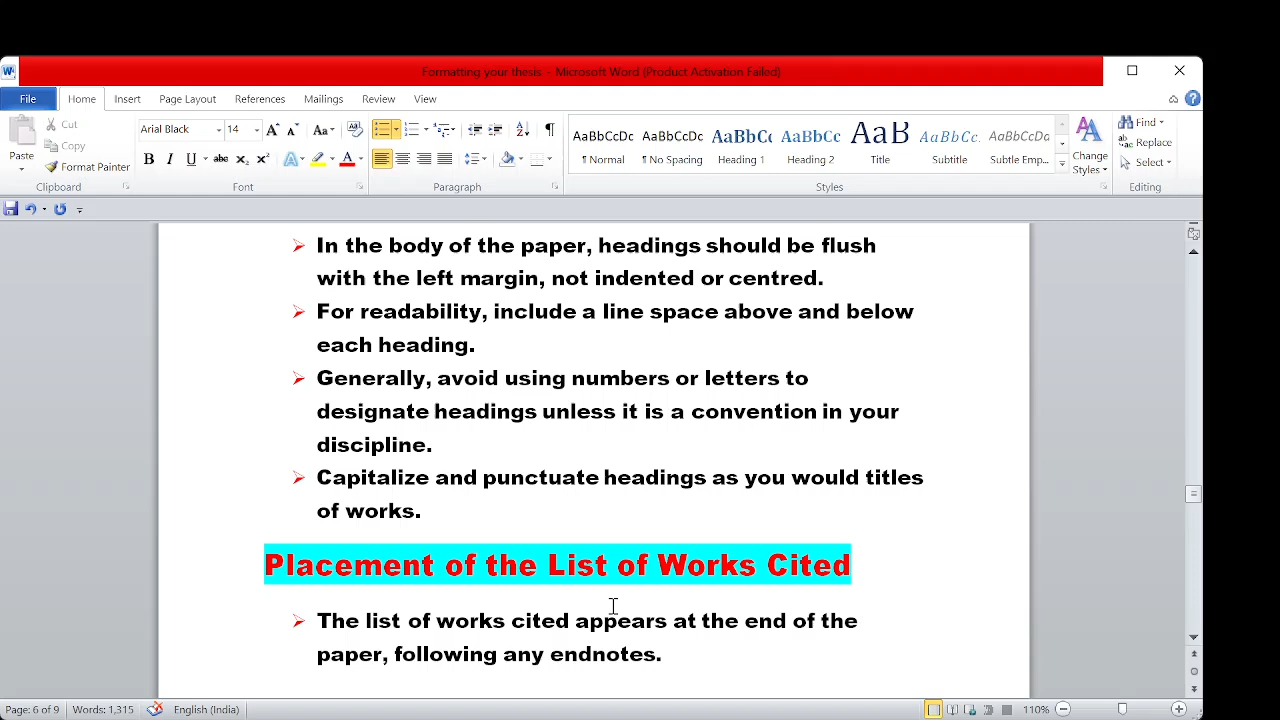 Formatting your thesis - Microsoft Word (Product Activation Failed)
File Home Insert Page Layout References Mailings Review View
Cut
Copy
Paste
Format Painter
Clipboard
Arial Black 14
Font
Paragraph
AaBbCcDc AaBbCcDc AaBbCc AaBbCc AaB AaBbCc. AaBbCcDc
¶ Normal ¶ No Spacing Heading 1 Heading 2 Title Subtitle Subtle Emp...
Change
Styles
Styles
Find
Replace
Select
Editing
In the body of the paper, headings should be flush
with the left margin, not indented or centred.
For readability, include a line space above and below
each heading.
Generally, avoid using numbers or letters to
designate headings unless it is a convention in your
discipline.
Capitalize and punctuate headings as you would titles
of works.
Placement of the List of Works Cited
The list of works cited appears at the end of the
paper, following any endnotes.
Page: 6 of 9 Words: 1,315 English (India) 110%